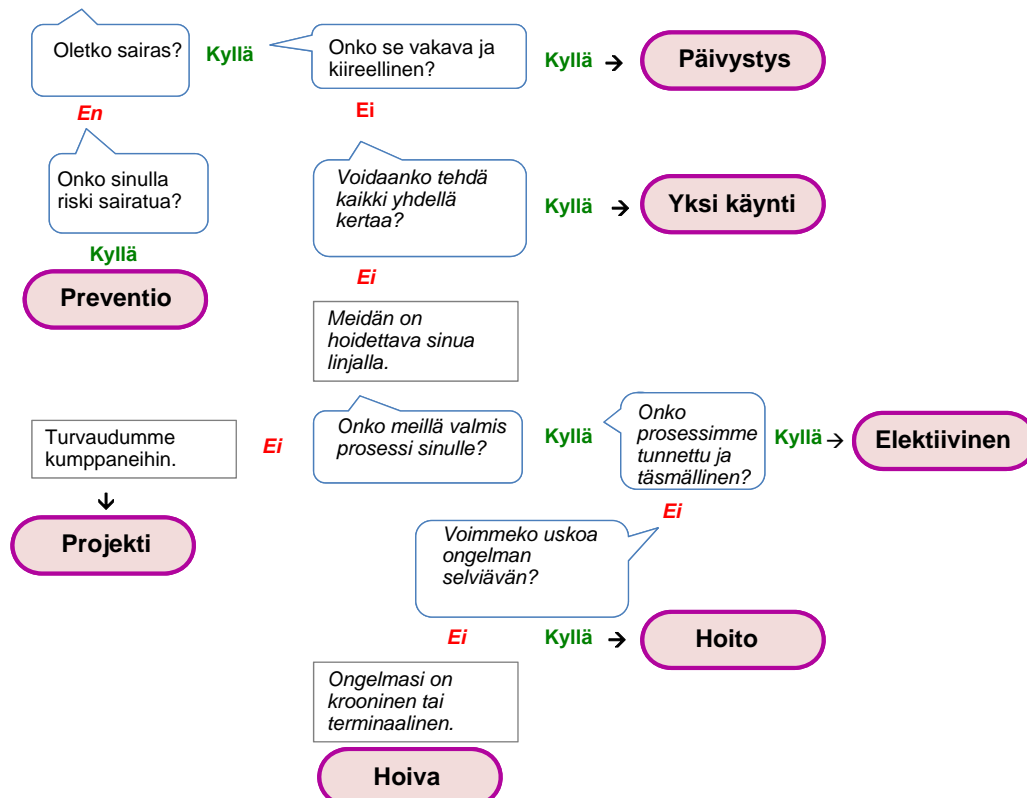 Oletko sairas?
Kyllä
Onko se vakava ja
kiireellinen?
Kyllä →
Päivystys
En
Ei
Onko sinulla
riski sairatua?
Voidaanko tehdä
kaikki yhdellä
kertaa?
Kyllä →
Yksi käynti
Kyllä
Preventio
Ei
Meidän on
hoidettava sinua
linjalla.
Turvaudumme
kumppaneihin.
Ei
Onko meillä valmis
prosessi sinulle?
Kyllä
Onko
prosessimme
tunnettu ja
täsmällinen?
Kyllä →
Elektiivinen
↓
Projekti
Ei
Voimmeko uskoa
ongelman
selviävän?
Ei
Kyllä →
Hoito
Ongelmasi on
krooninen tai
terminaalinen.
Hoiva